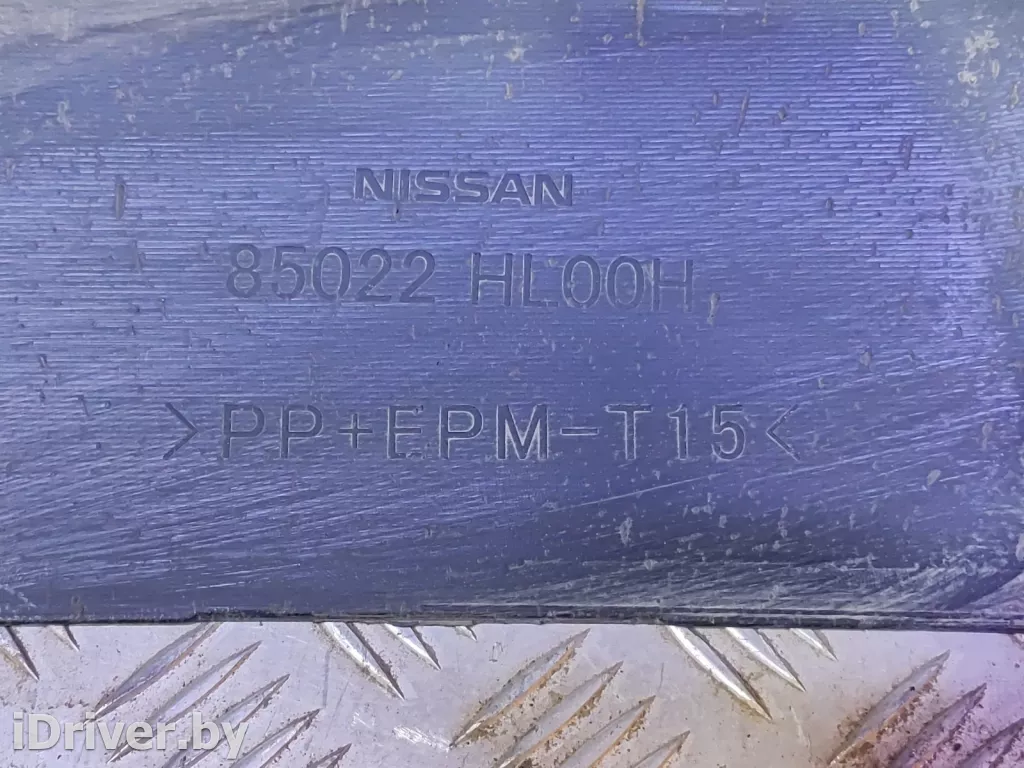 NISSAN
85022 HL00H
>PP+EPM-T15<
iDriver.by